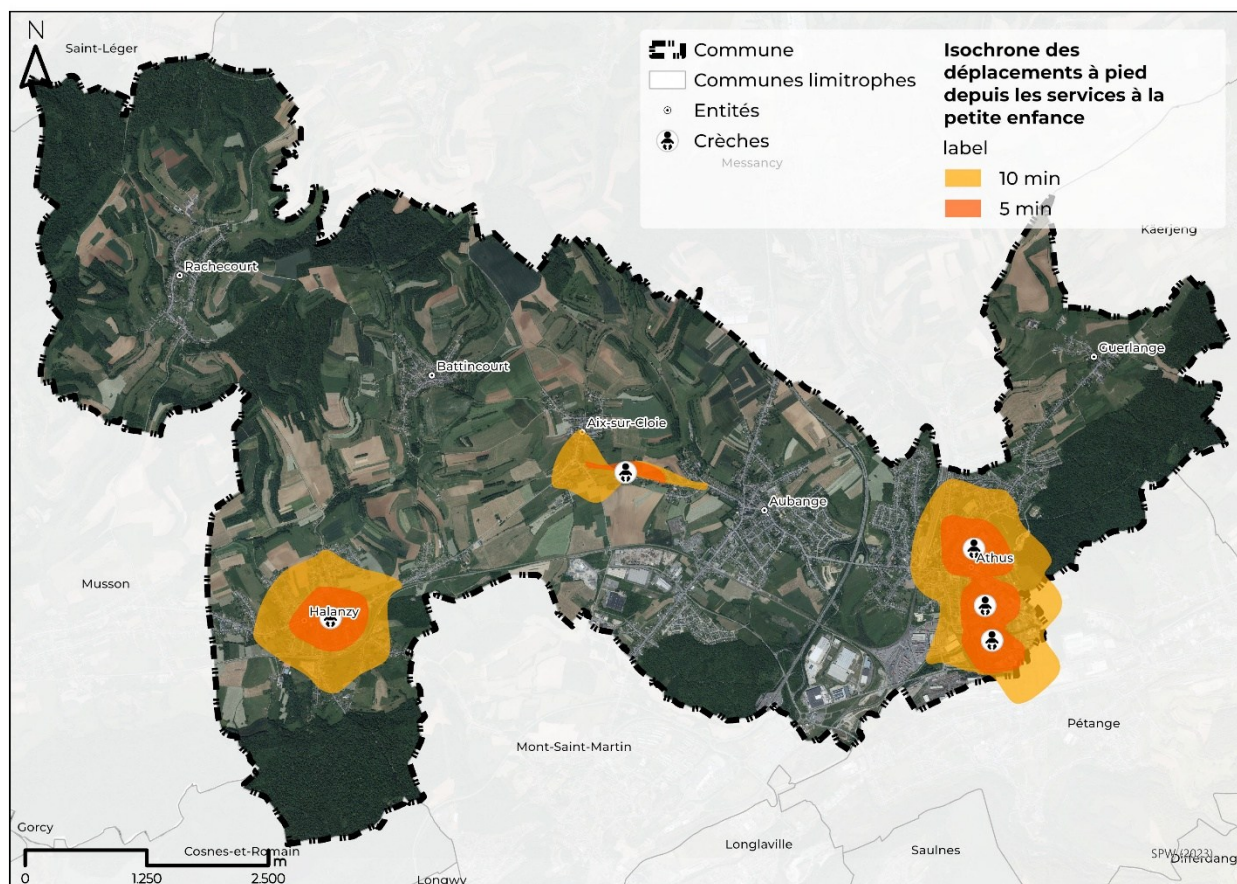 N
Saint-Léger
Commune
Communes limitrophes
Entités
Crèches
Messancy
Isochrone des
déplacements à pied
depuis les services à la
petite enfance
label
10 min
5 min
Kaerjeng
Rachecourt
Guerlange
Battincourt
Aix-sur-Cloie
Aubange
Athus
Musson
Halanzy
Pétange
Mont-Saint-Martin
Gorcy
Cosnes-et-Romain
Longlaville
Saulnes
SPW (2023)
Differdange
m
0 1.250 2.500
Longwy